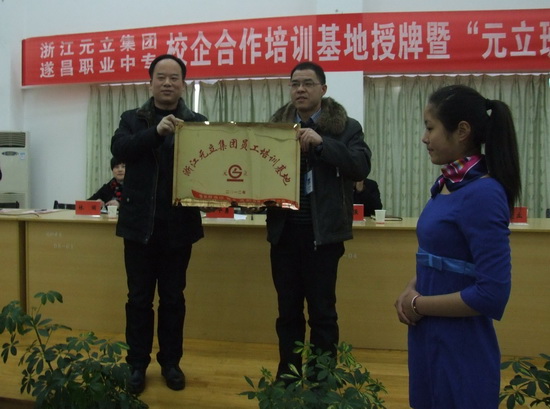 浙江元立集团
遂昌职业中专
校企合作培训基地授牌暨“元立班
浙江元立集团员工培训基地